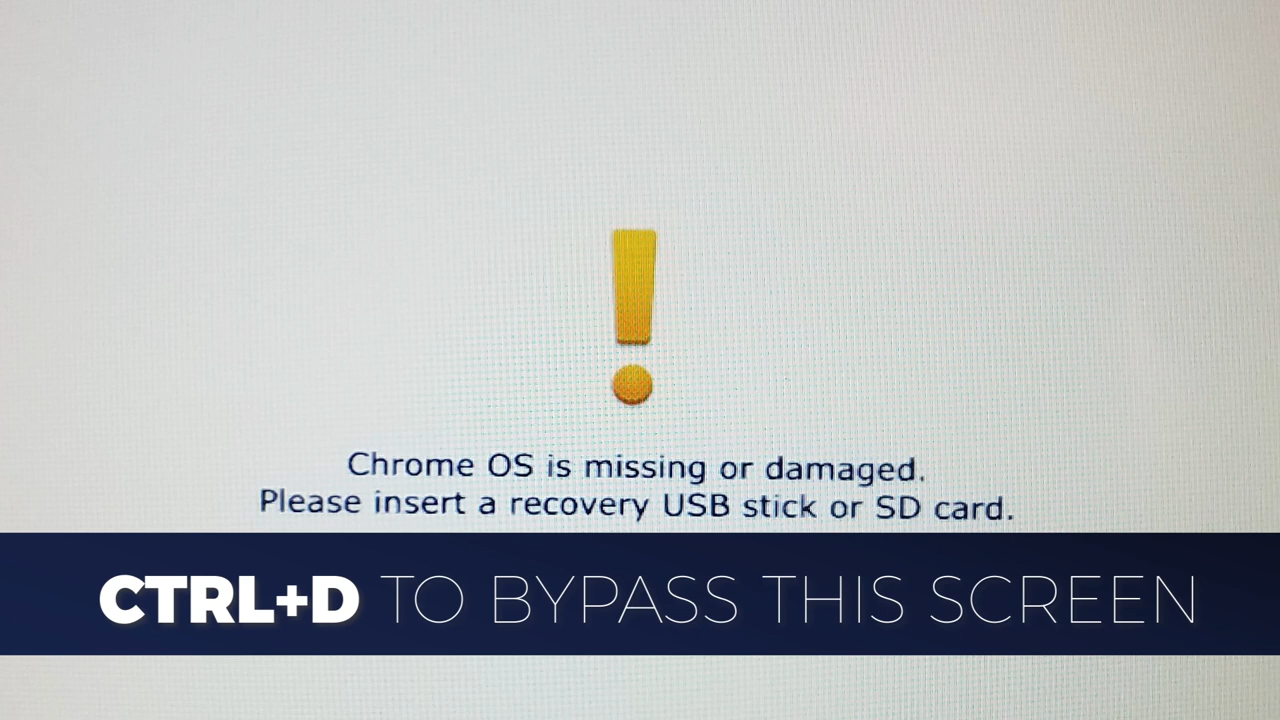 Chrome OS is missing or damaged.
Please insert a recovery USB stick or SD card.
CTRL+D TO BYPASS THIS SCREEN